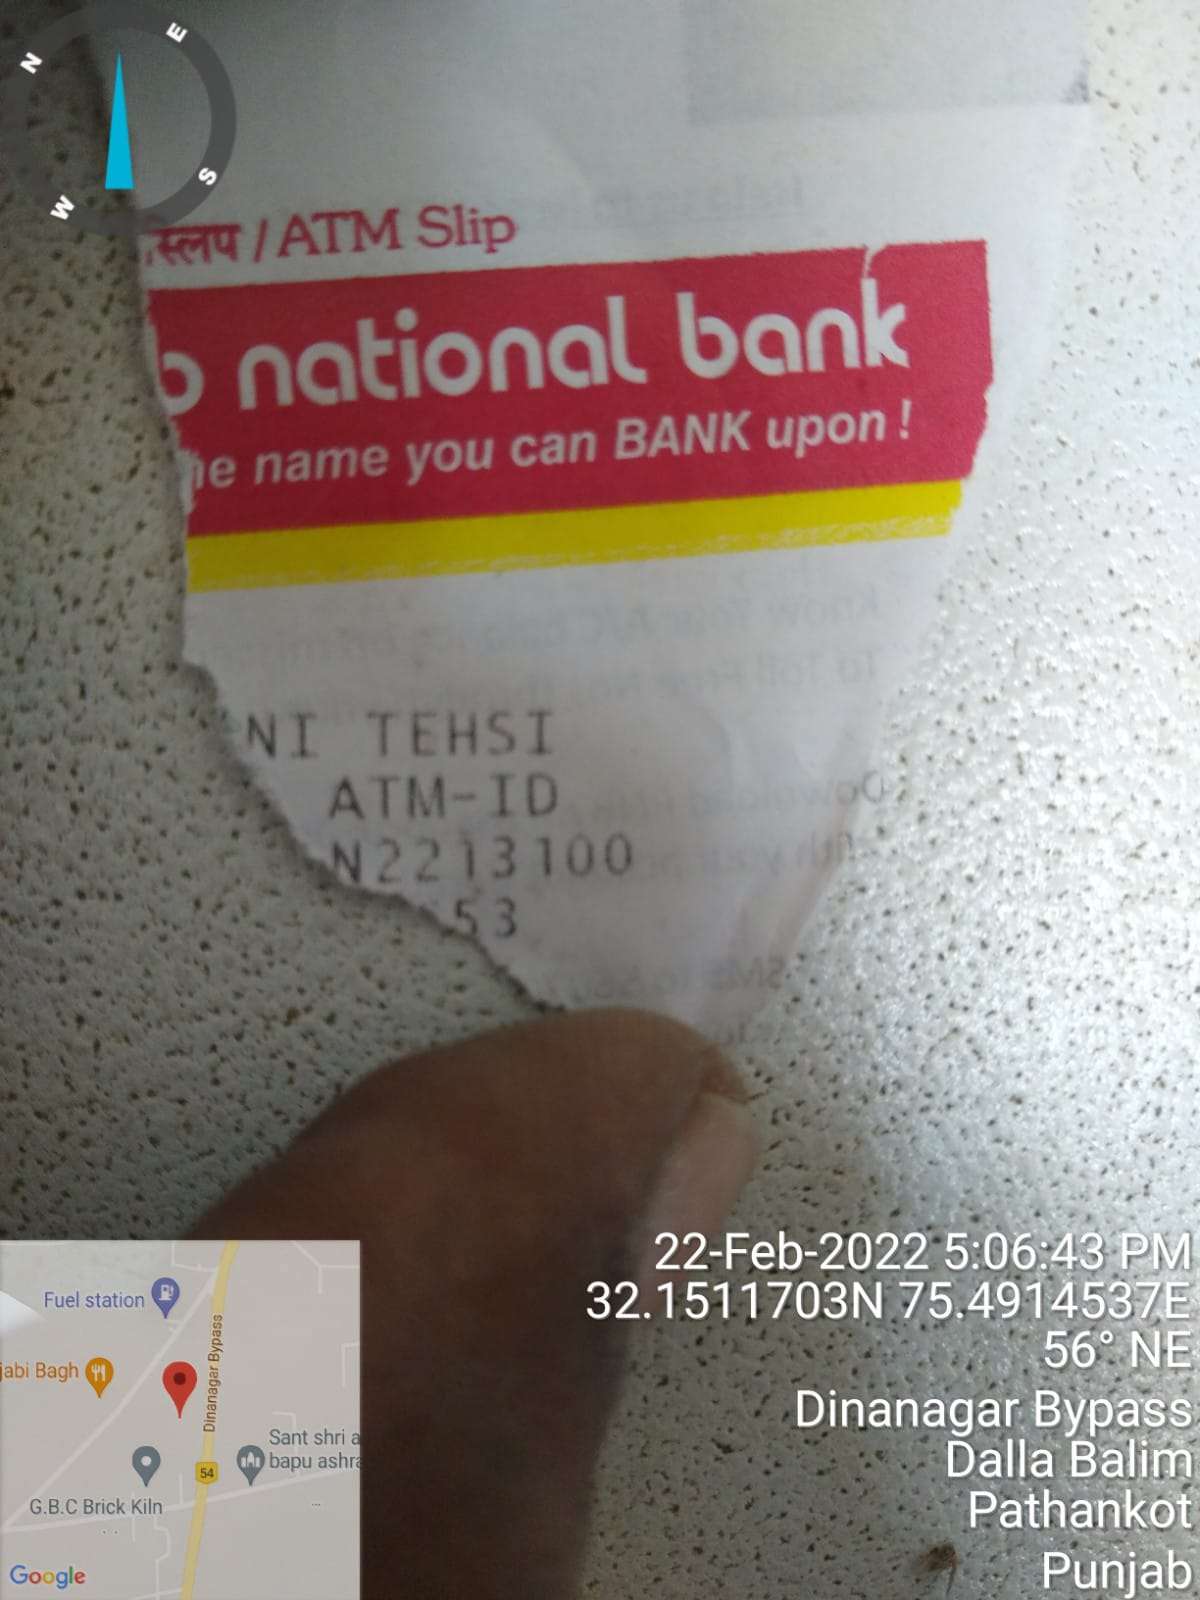 N
E
S
W
स्लिप / ATM Slip
b national bank
he name you can BANK upon !
NI TEHSI
ATM-ID
N2213100
53
22-Feb-2022 5:06:43 PM
32.1511703N 75.4914537E
56° NE
Dinanagar Bypass
Dalla Balim
Pathankot
Punjab
Fuel station
jabi Bagh
Dinanagar Bypass
Sant shri a
bapu ashra
54
G.B.C Brick Kiln
Google